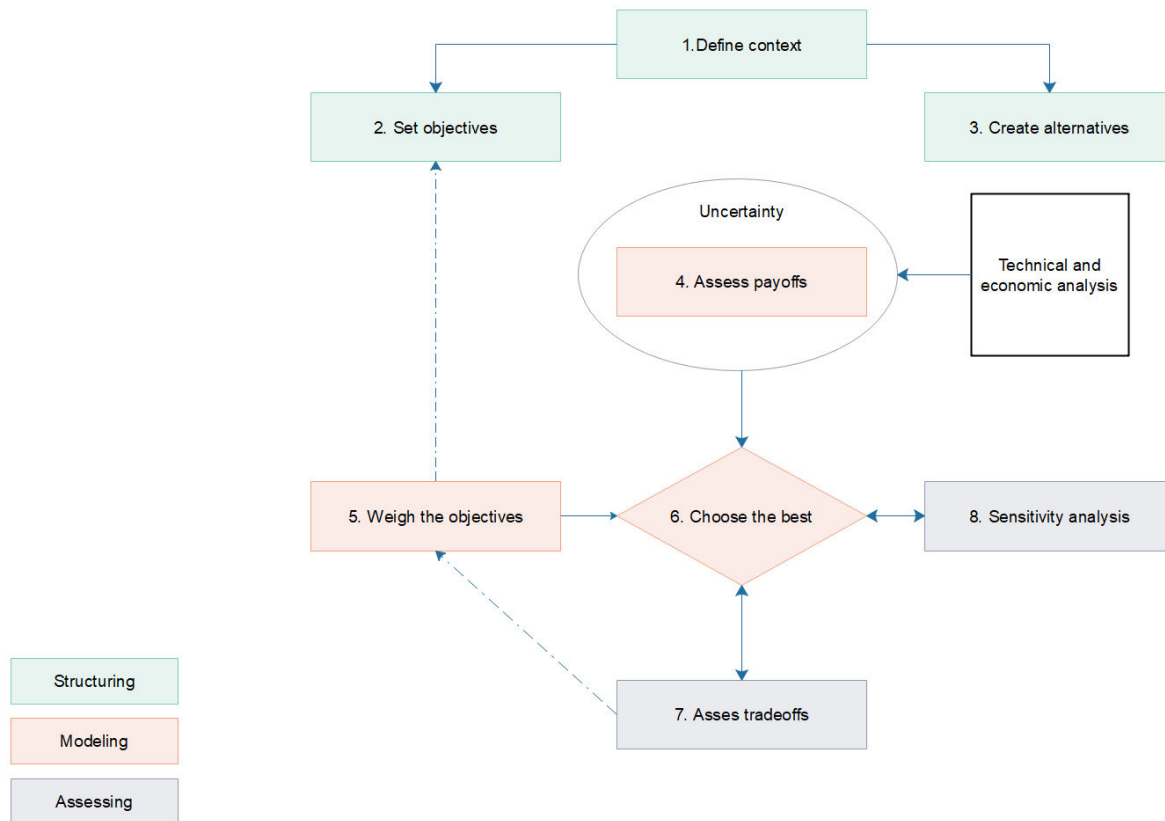 1.Define context
2. Set objectives
3. Create alternatives
Uncertainty
4. Assess payoffs
Technical and
economic analysis
5. Weigh the objectives
6. Choose the best
8. Sensitivity analysis
7. Asses tradeoffs
Structuring
Modeling
Assessing